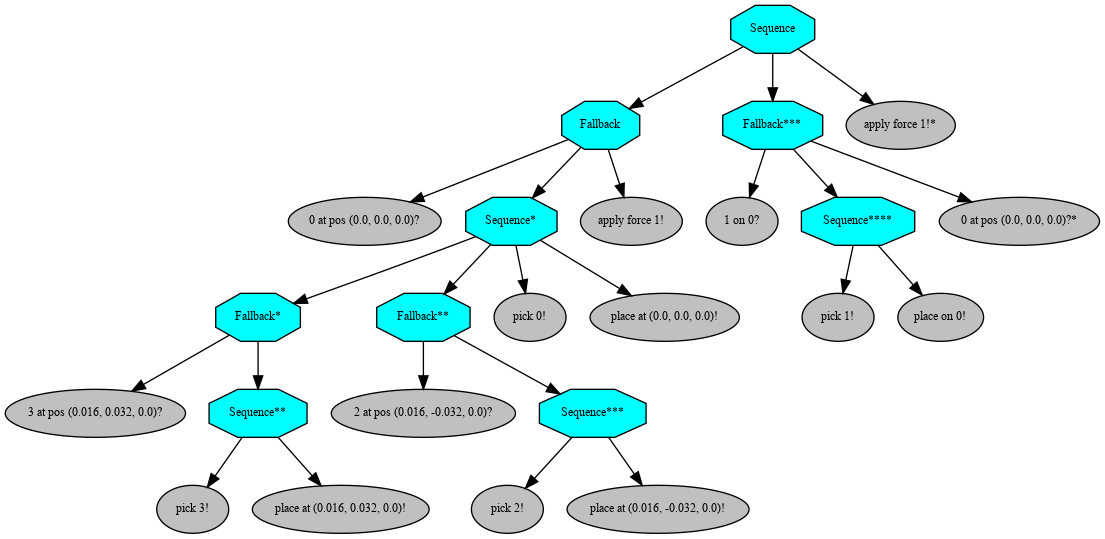 Sequence
Fallback
Fallback***
apply force 1!*
0 at pos (0.0, 0.0, 0.0)?
Sequence*
apply force 1!
1 on 0?
Sequence****
0 at pos (0.0, 0.0, 0.0)?*
Fallback*
Fallback**
pick 0!
place at (0.0, 0.0, 0.0)!
pick 1!
place on 0!
3 at pos (0.016, 0.032, 0.0)?
Sequence**
2 at pos (0.016, -0.032, 0.0)?
Sequence***
pick 3!
place at (0.016, 0.032, 0.0)!
pick 2!
place at (0.016, -0.032, 0.0)!